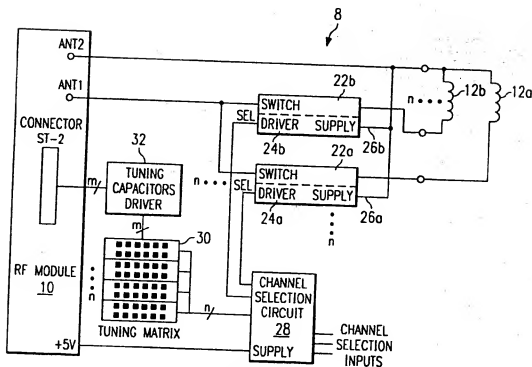 8
ANT2
ANT1
CONNECTOR
ST-2
RF MODULE
10
+5V
32
TUNING
CAPACITORS
DRIVER
m
m
30
n
TUNING MATRIX
n
n
SEL
SWITCH
22b
DRIVER
SUPPLY
24b
26b
n
SEL
SWITCH
22a
DRIVER
SUPPLY
24a
26a
n
12b
12a
CHANNEL
SELECTION
CIRCUIT
28
SUPPLY
CHANNEL
SELECTION
INPUTS